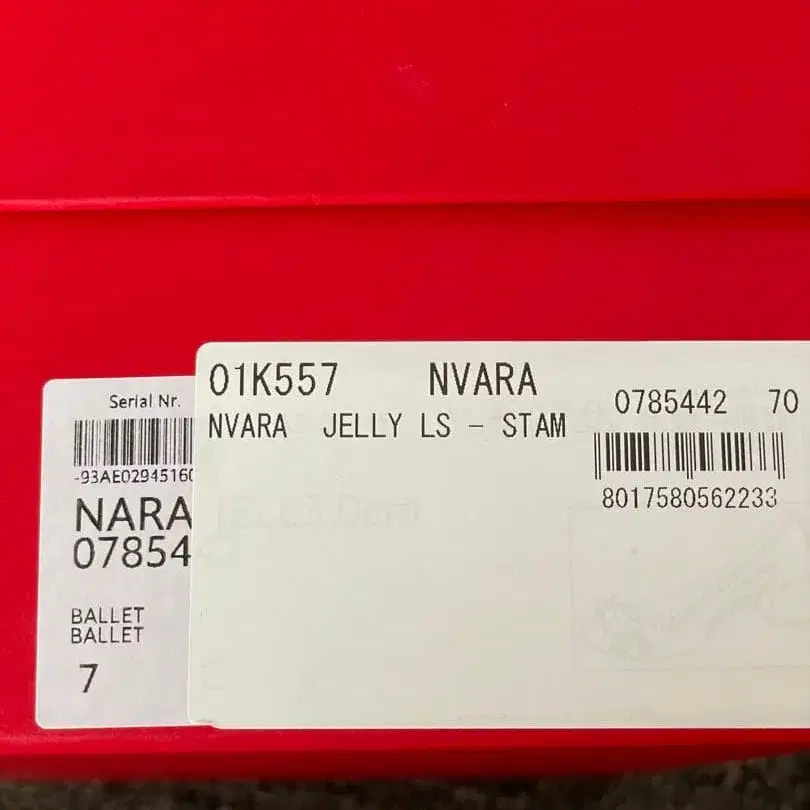 Serial Nr.
-93AE02945160
NARA
07854
BALLET
BALLET
7
01K557 NVARA
NVARA JELLY LS - STAM
0785442 70
8017580562233